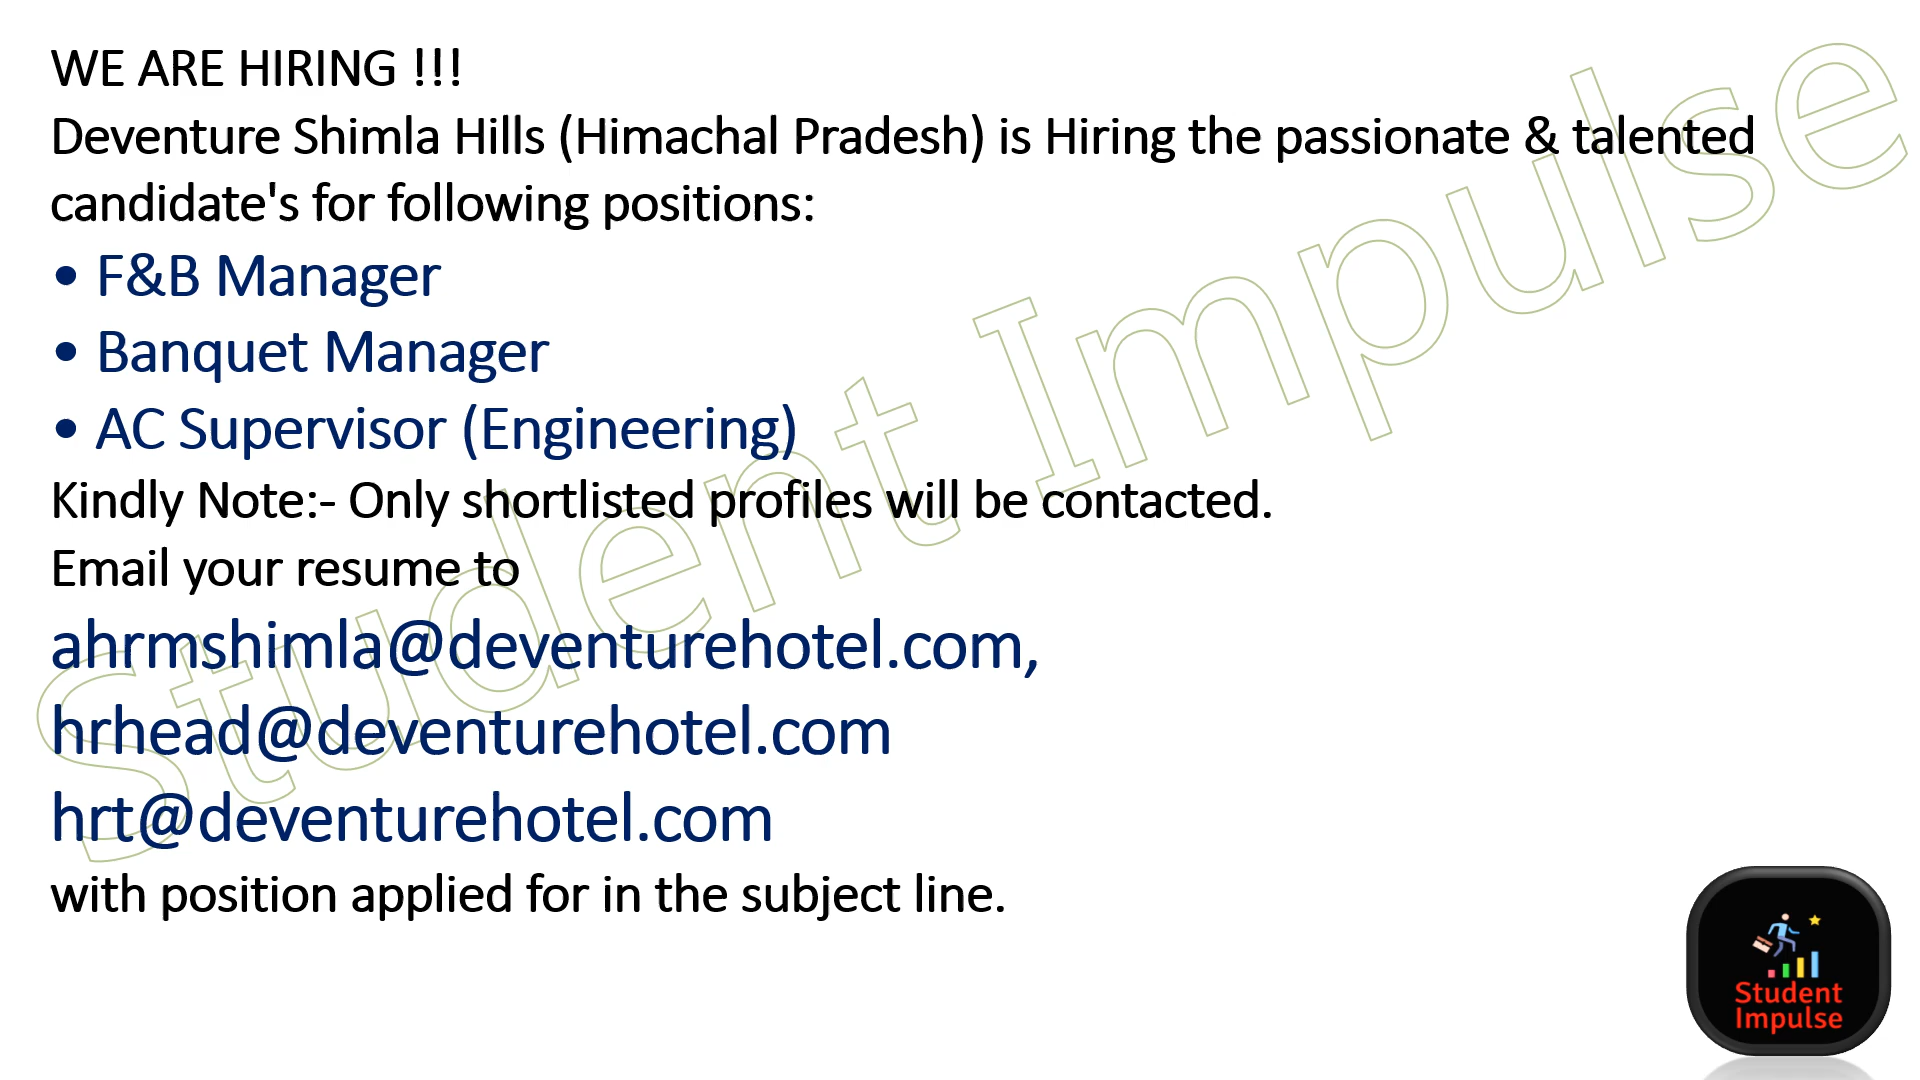 WE ARE HIRING !!!
Deventure Shimla Hills (Himachal Pradesh) is Hiring the passionate & talented
candidate's for following positions:
• F&B Manager
• Banquet Manager
• AC Supervisor (Engineering)
Kindly Note:- Only shortlisted profiles will be contacted.
Email your resume to
ahrmshimla@deventurehotel.com,
hrhead@deventurehotel.com
hrt@deventurehotel.com
with position applied for in the subject line.
Student Impulse
Student
Impulse